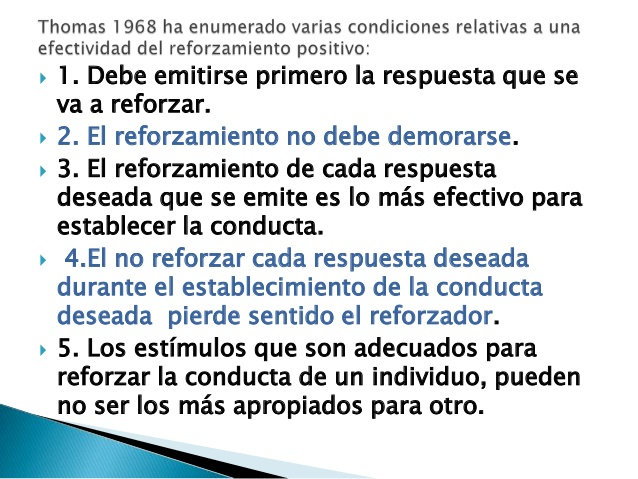 Thomas 1968 ha enumerado varias condiciones relativas a una
efectividad del reforzamiento positivo:
1. Debe emitirse primero la respuesta que se
va a reforzar.
2. El reforzamiento no debe demorarse.
3. El reforzamiento de cada respuesta
deseada que se emite es lo más efectivo para
establecer la conducta.
4.El no reforzar cada respuesta deseada
durante el establecimiento de la conducta
deseada pierde sentido el reforzador.
5. Los estímulos que son adecuados para
reforzar la conducta de un individuo, pueden
no ser los más apropiados para otro.